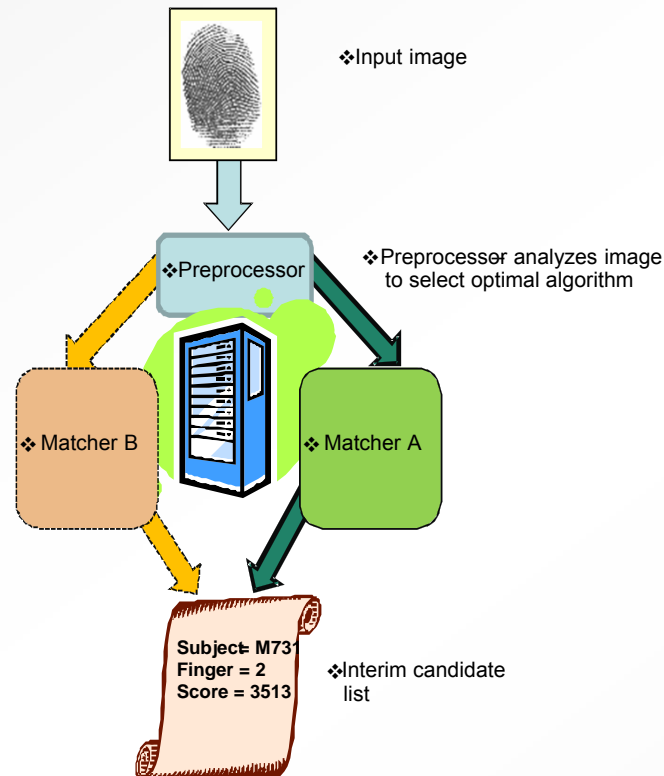 ❖Input image
❖Preprocessor
❖Preprocessor analyzes image
to select optimal algorithm
❖ Matcher B
❖ Matcher A
Subject= M731
Finger = 2
Score = 3513
❖Interim candidate
list